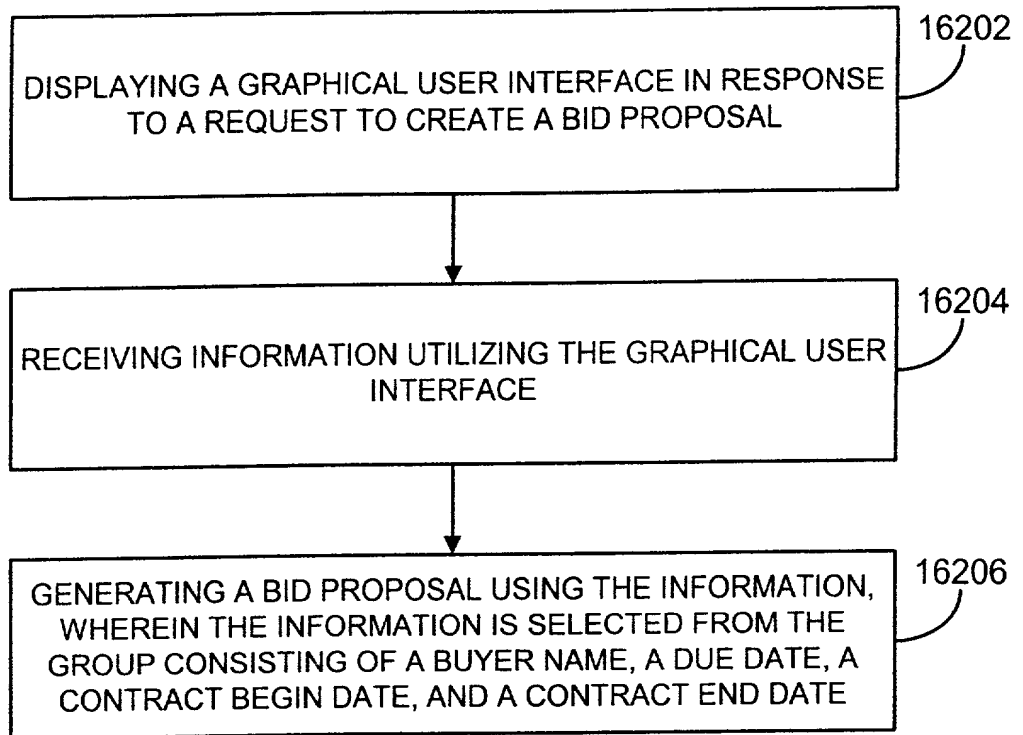 16202
DISPLAYING A GRAPHICAL USER INTERFACE IN RESPONSE
TO A REQUEST TO CREATE A BID PROPOSAL
16204
RECEIVING INFORMATION UTILIZING THE GRAPHICAL USER
INTERFACE
16206
GENERATING A BID PROPOSAL USING THE INFORMATION,
WHEREIN THE INFORMATION IS SELECTED FROM THE
GROUP CONSISTING OF A BUYER NAME, A DUE DATE, A
CONTRACT BEGIN DATE, AND A CONTRACT END DATE